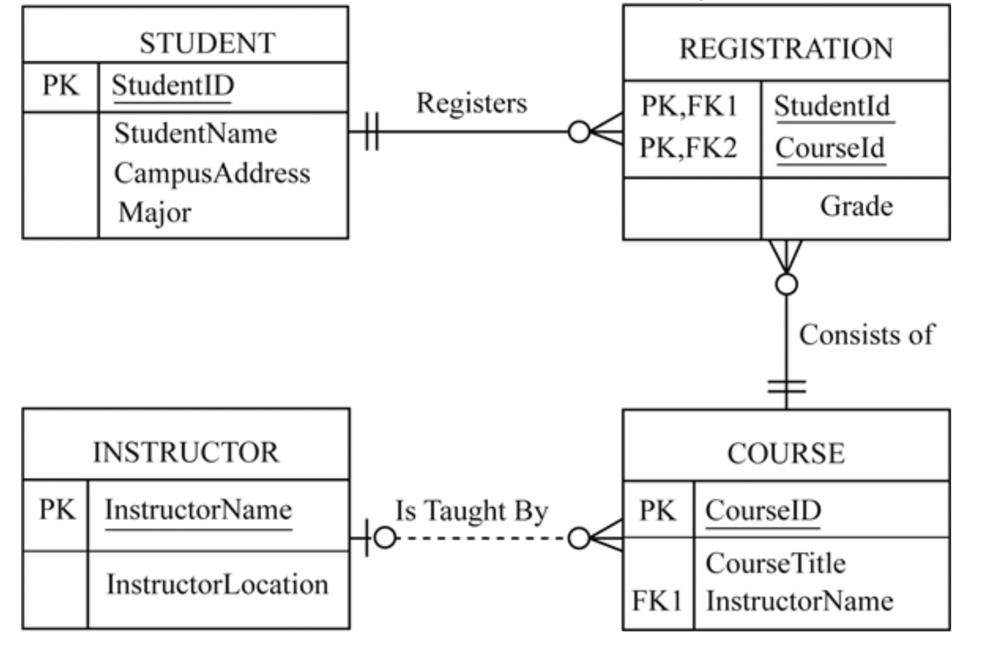 STUDENT
PK StudentID
StudentName
CampusAddress
Major
Registers
REGISTRATION
PK,FK1 StudentId
PK,FK2 CourseId
Grade
Consists of
INSTRUCTOR
PK InstructorName
InstructorLocation
Is Taught By
COURSE
PK CourseID
CourseTitle
FK1 InstructorName